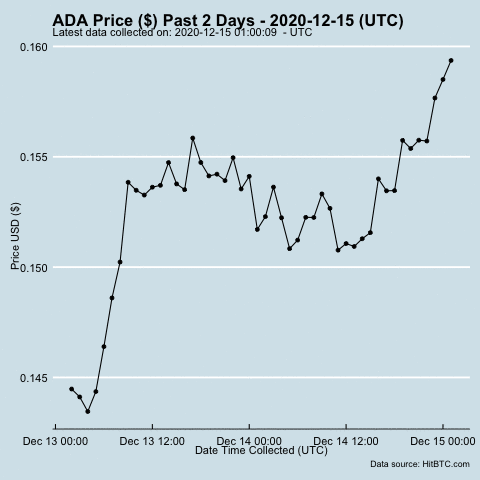 ADA Price ($) Past 2 Days - 2020-12-15 (UTC)
Latest data collected on: 2020-12-15 01:00:09  - UTC
0.160
0.155
0.150
0.145
Price USD ($)
Dec 13 00:00 Dec 13 12:00 Dec 14 00:00 Dec 14 12:00 Dec 15 00:00
Date Time Collected (UTC)
Data source: HitBTC.com